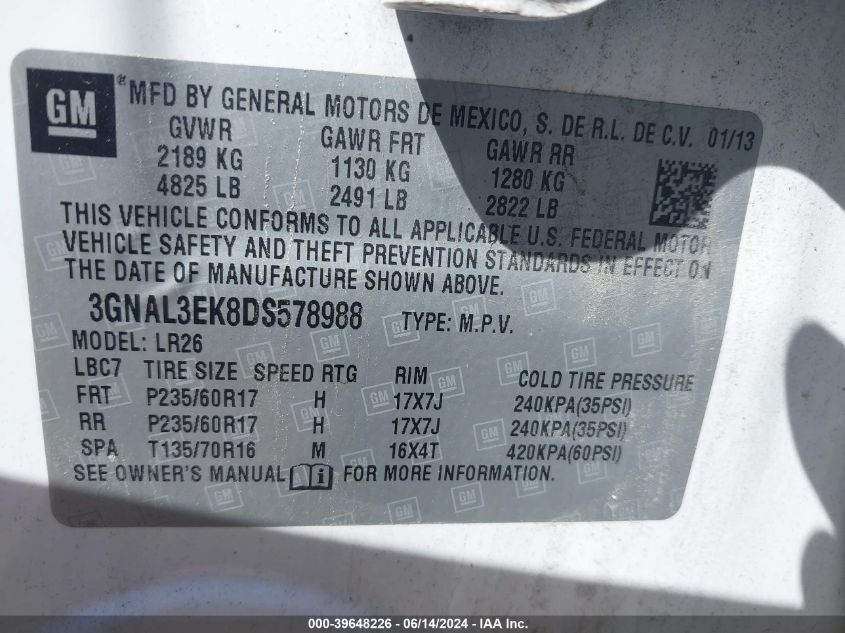 GM ® MFD BY GENERAL MOTORS DE MEXICO, S. DE R.L. DE C.V. 01/13
GVWR GAWR FRT GAWR RR
2189 KG 1130 KG 1280 KG
4825 LB 2491 LB 2822 LB
THIS VEHICLE CONFORMS TO ALL APPLICABLE U.S. FEDERAL MOTOR
VEHICLE SAFETY AND THEFT PREVENTION STANDARDS IN EFFECT ON
THE DATE OF MANUFACTURE SHOWN ABOVE.
3GNAL3EK8DS578988 TYPE: M.P.V.
MODEL: LR26
LBC7 TIRE SIZE SPEED RTG RIM COLD TIRE PRESSURE
FRT P235/60R17 H 17X7J 240KPA(35PSI)
RR P235/60R17 H 17X7J 240KPA(35PSI)
SPA T135/70R16 M 16X4T 420KPA(60PSI)
SEE OWNER'S MANUAL i FOR MORE INFORMATION.
000-39648226 - 06/14/2024 - IAA Inc.